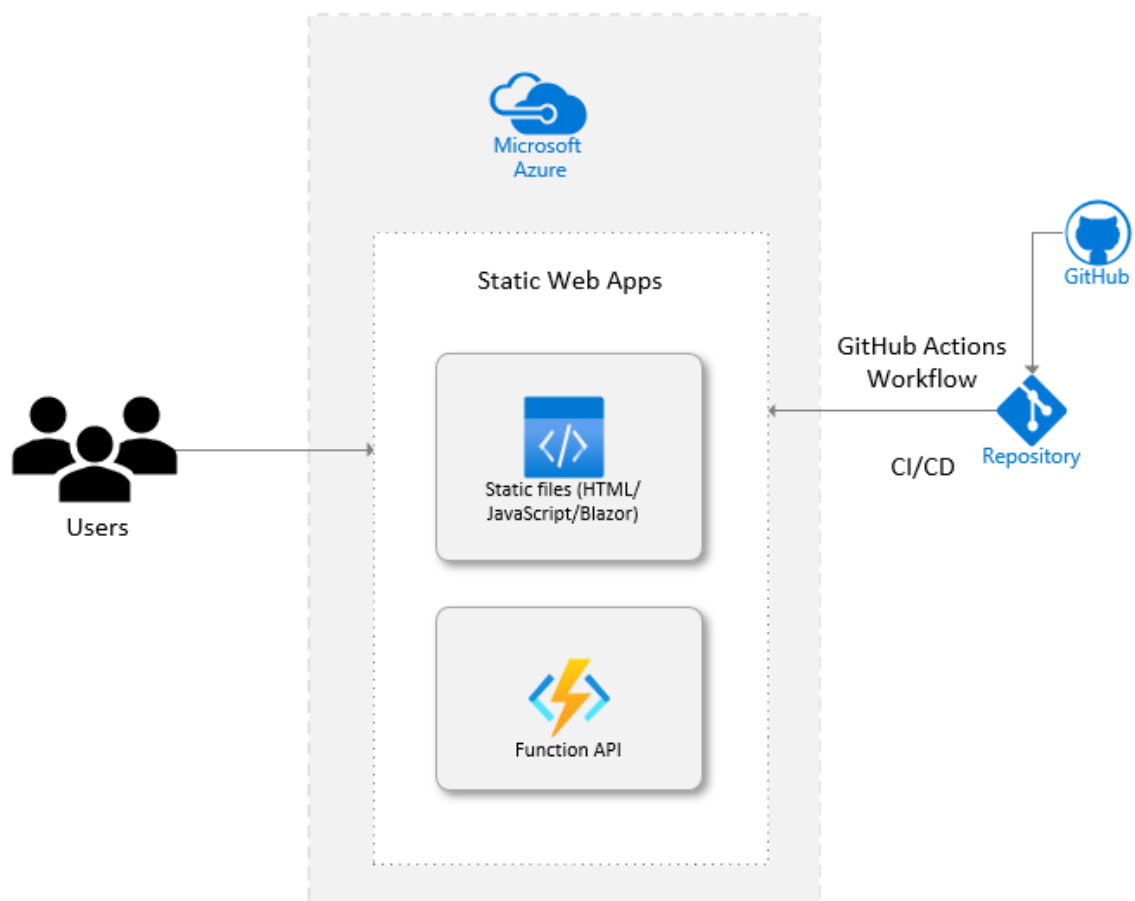 Microsoft
Azure
Static Web Apps
GitHub
GitHub Actions
Workflow
Static files (HTML/
JavaScript/Blazor)
Repository
CI/CD
Users
Function API